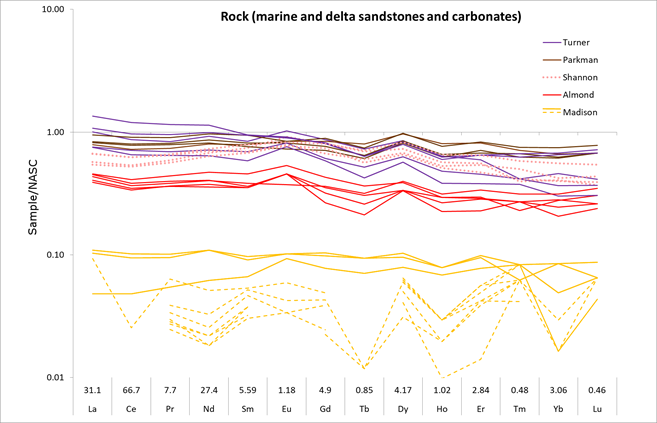 Rock (marine and delta sandstones and carbonates)
10.00
Turner
Parkman
Shannon
Almond
Madison
1.00
Sample/NASC
0.10
0.01
31.1 66.7 7.7 27.4 5.59 1.18 4.9 0.85 4.17 1.02 2.84 0.48 3.06 0.46
La Ce Pr Nd Sm Eu Gd Tb Dy Ho Er Tm Yb Lu